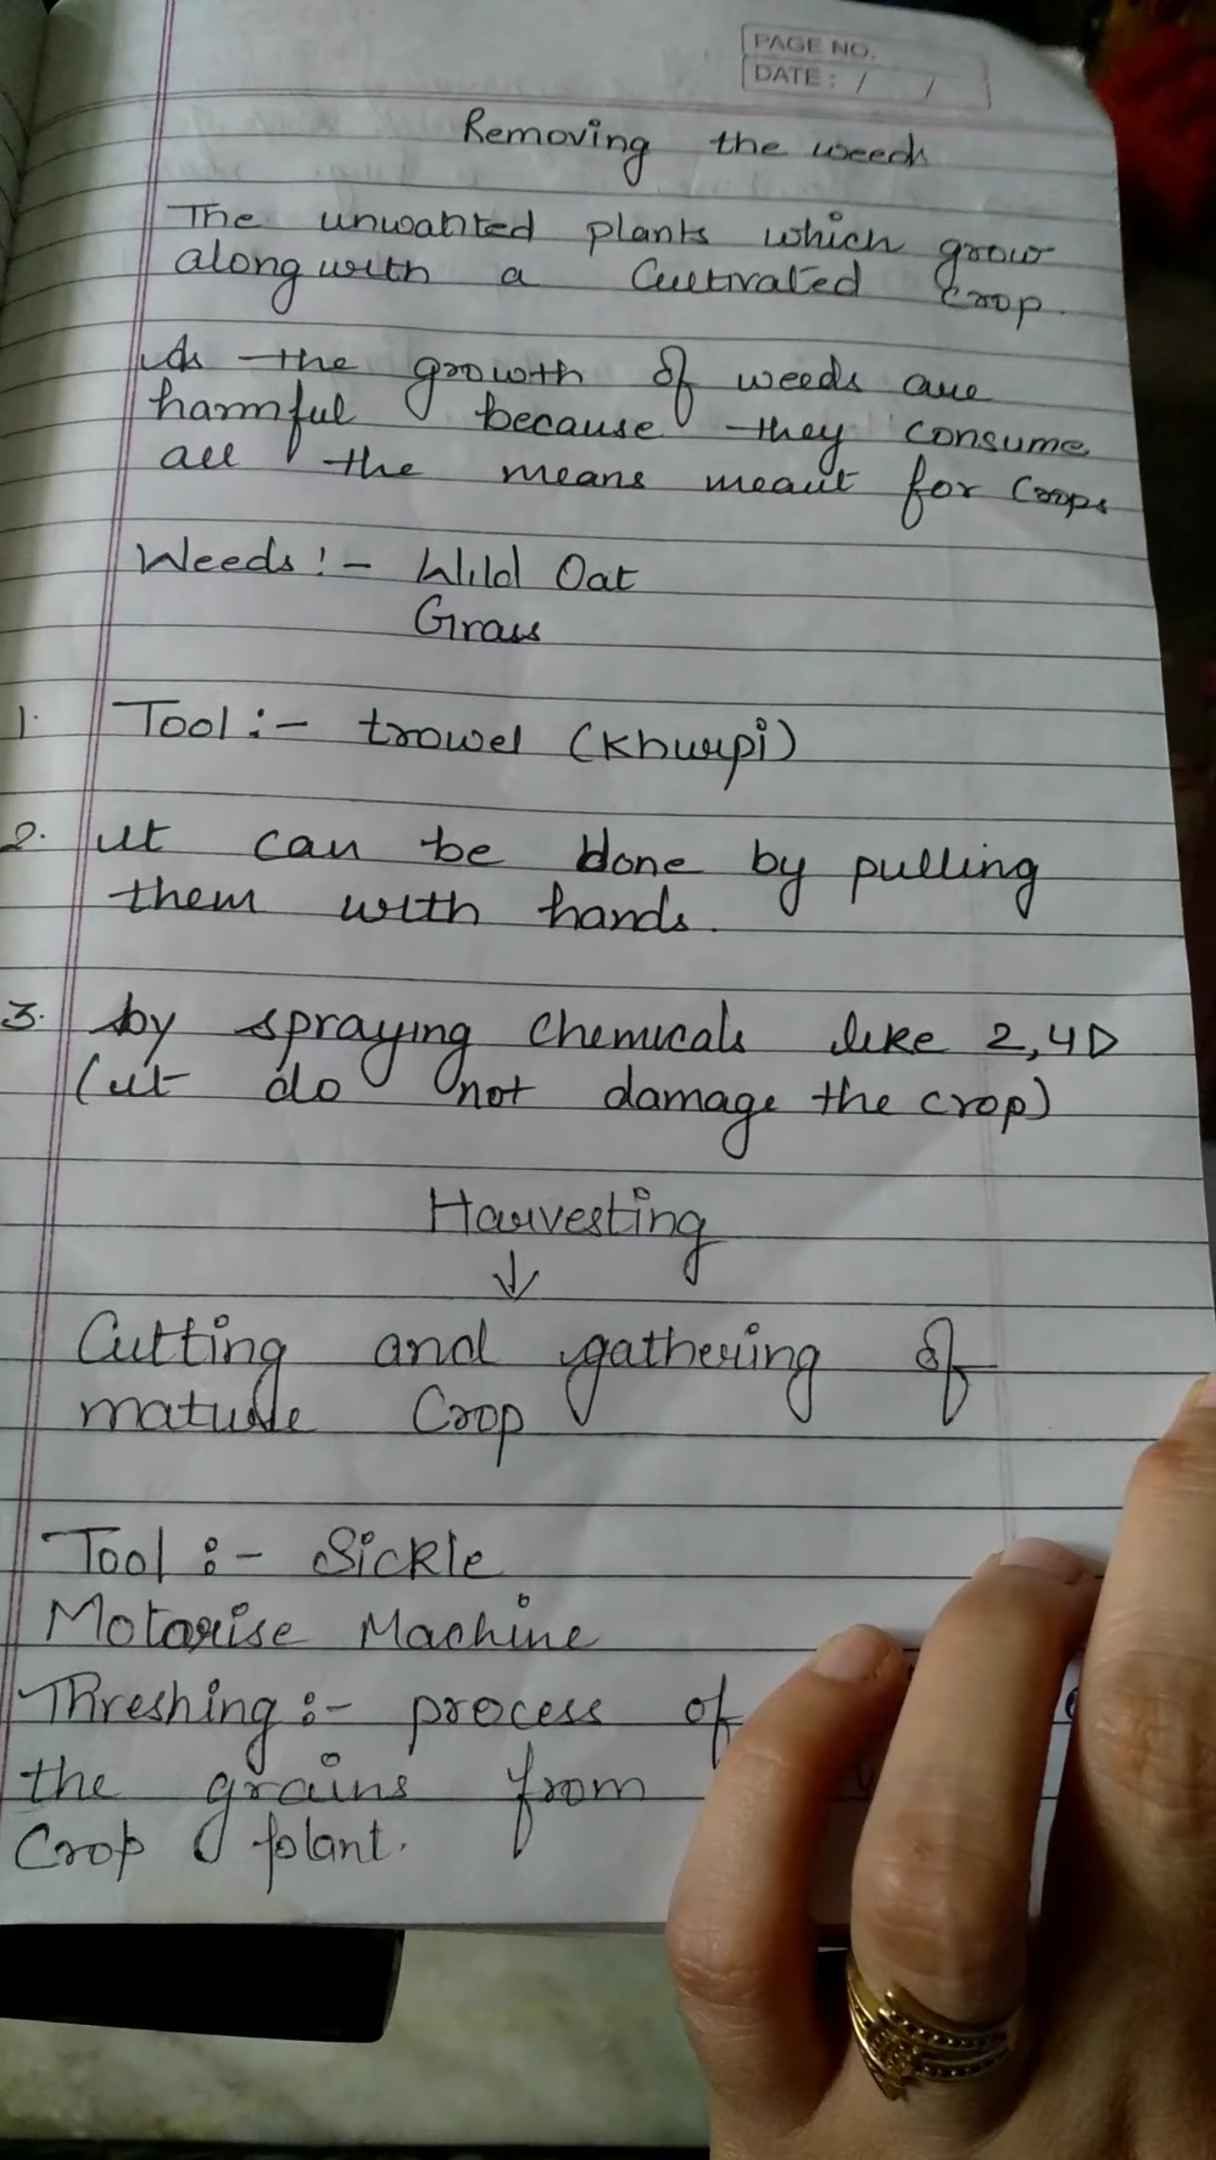 PAGE NO.
DATE: / /
Removing the weeds
The unwanted plants which grow
along with a Cultivated Crop.
As the growth of weeds are
harmful because they consume
all the means meant for Crops
Weeds :- Wild Oat
Grass
1. Tool :- trowel (Khurpi)
2. it can be done by pulling
them with hands.
3. by spraying chemicals like 2,4D
(it do not damage the crop)
Harvesting
↓
Cutting and gathering of
mature Crop
Tool :- Sickle
Motorise Machine
Threshing :- process of
the grains from
Crop plant.